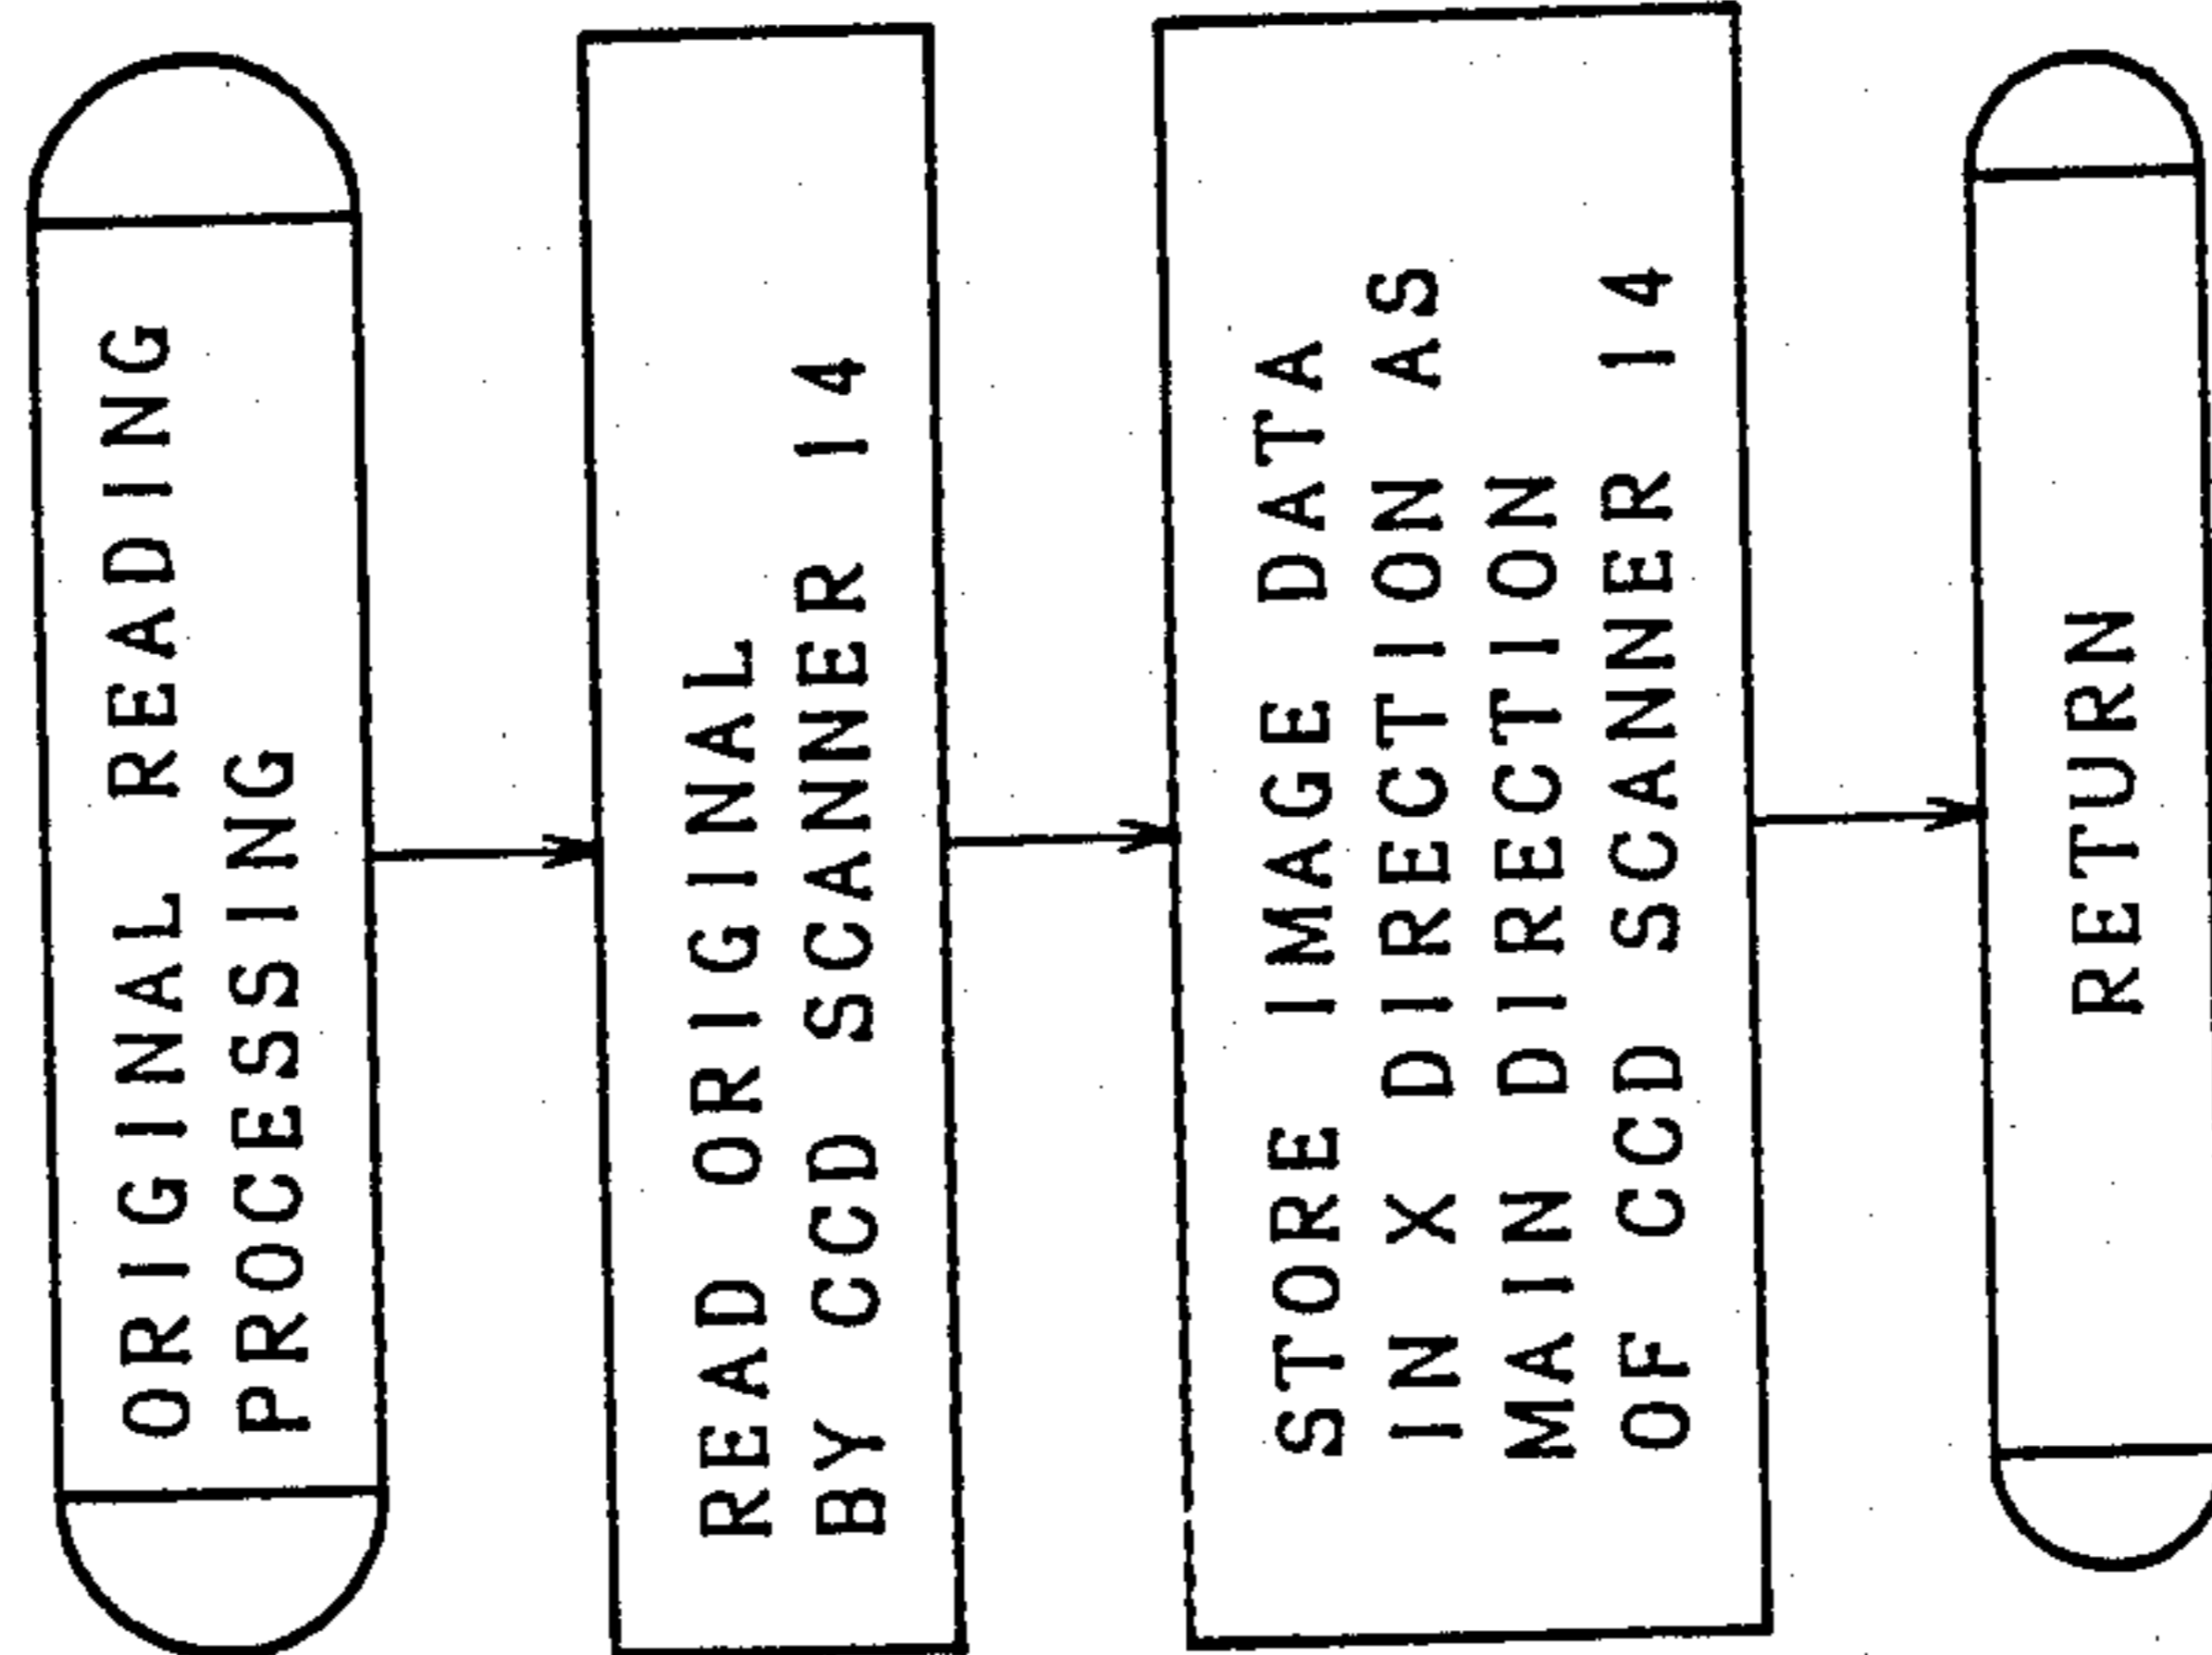 ORIGINAL READING
PROCESSING
READ ORIGINAL
BY CCD SCANNER 14
STORE IMAGE DATA
IN X DIRECTION AS
MAIN DIRECTION
OF CCD SCANNER 14
RETURN